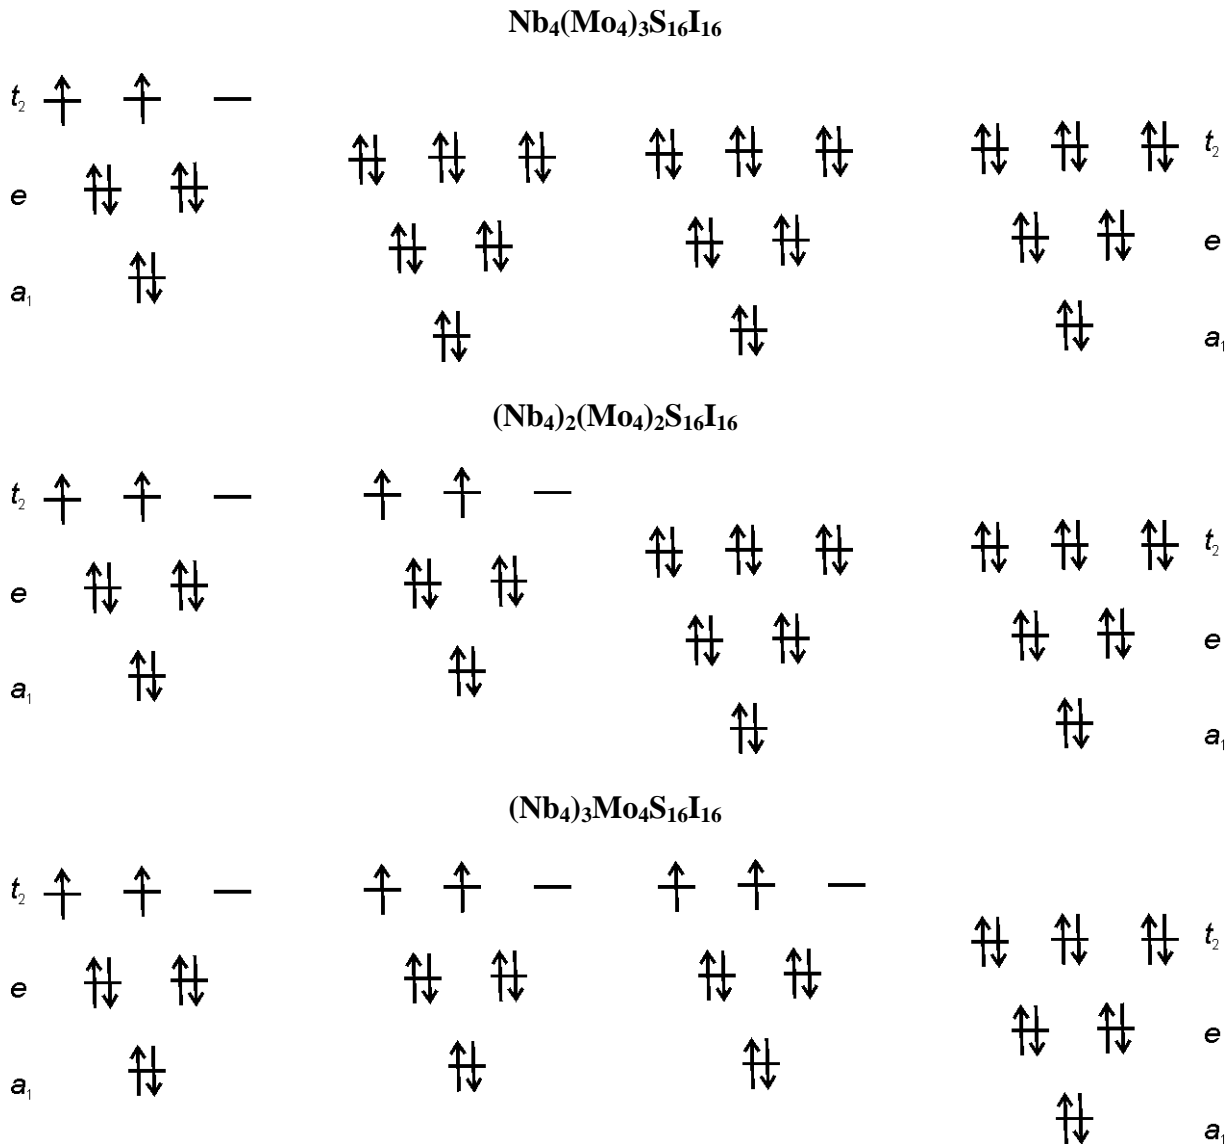 Nb₄(Mo₄)₃S₁₆I₁₆
t₂ t₂
e e
a₁ a₁
(Nb₄)₂(Mo₄)₂S₁₆I₁₆
t₂ t₂
e e
a₁ a₁
(Nb₄)₃Mo₄S₁₆I₁₆
t₂ t₂
e e
a₁ a₁